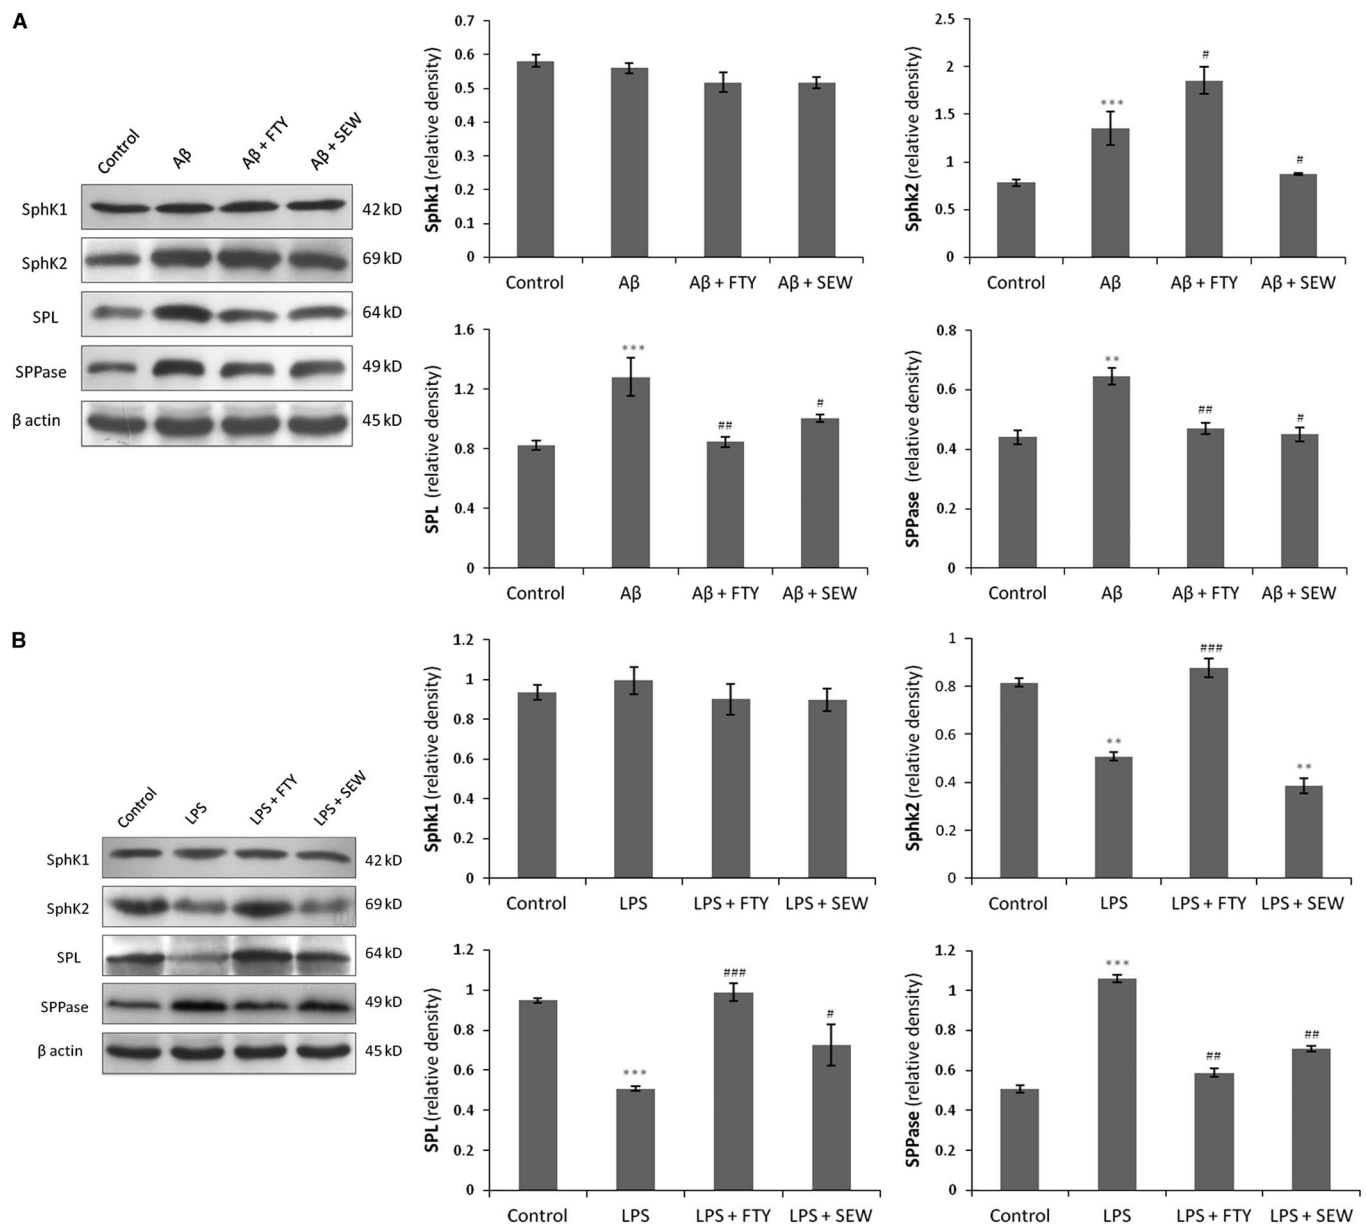 A
Control
Aβ
Aβ + FTY
Aβ + SEW
SphK1
42 kD
SphK2
69 kD
SPL
64 kD
SPPase
49 kD
β actin
45 kD
Sphk1 (relative density)
0.7
0.6
0.5
0.4
0.3
0.2
0.1
0
Control
Aβ
Aβ + FTY
Aβ + SEW
Sphk2 (relative density)
2.5
2
1.5
1
0.5
0
***
#
#
Control
Aβ
Aβ + FTY
Aβ + SEW
SPL (relative density)
1.6
1.2
0.8
0.4
0
***
##
#
Control
Aβ
Aβ + FTY
Aβ + SEW
SPPase (relative density)
0.8
0.6
0.4
0.2
0
**
##
#
Control
Aβ
Aβ + FTY
Aβ + SEW
B
Control
LPS
LPS + FTY
LPS + SEW
SphK1
42 kD
SphK2
69 kD
SPL
64 kD
SPPase
49 kD
β actin
45 kD
Sphk1 (relative density)
1.2
1
0.8
0.6
0.4
0.2
0
Control
LPS
LPS + FTY
LPS + SEW
Sphk2 (relative density)
1
0.8
0.6
0.4
0.2
0
**
###
**
Control
LPS
LPS + FTY
LPS + SEW
SPL (relative density)
1.2
1
0.8
0.6
0.4
0.2
0
***
###
#
Control
LPS
LPS + FTY
LPS + SEW
SPPase (relative density)
1.2
1
0.8
0.6
0.4
0.2
0
***
##
##
Control
LPS
LPS + FTY
LPS + SEW